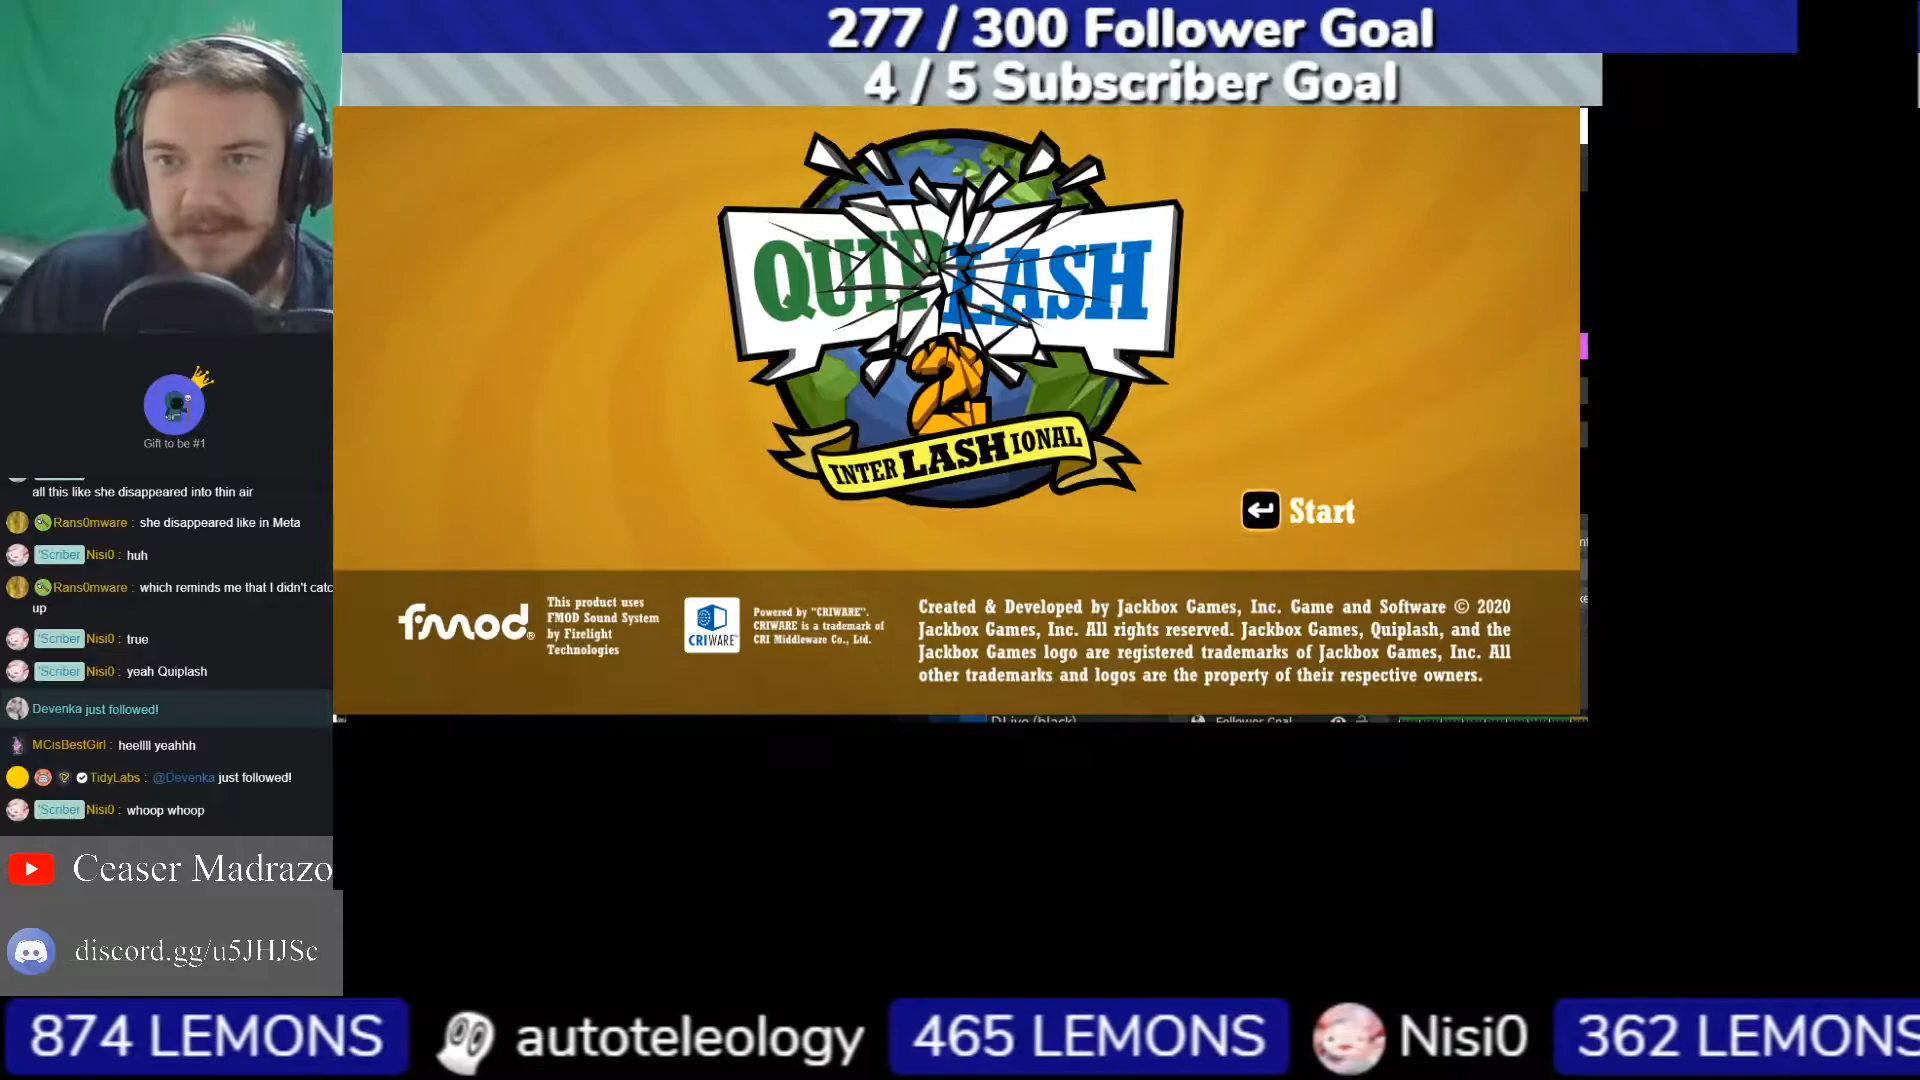 277 / 300 Follower Goal
4 / 5 Subscriber Goal
QUIPLASH
2
INTERLASHIONAL
Start
fmod®
This product uses
FMOD Sound System
by Firelight
Technologies
CRIWARE
Powered by "CRIWARE".
CRIWARE is a trademark of
CRI Middleware Co., Ltd.
Created & Developed by Jackbox Games, Inc. Game and Software © 2020
Jackbox Games, Inc. All rights reserved. Jackbox Games, Quiplash, and the
Jackbox Games logo are registered trademarks of Jackbox Games, Inc. All
other trademarks and logos are the property of their respective owners.
DLive (black)
Follower Goal
Gift to be #1
all this like she disappeared into thin air
Rans0mware : she disappeared like in Meta
'Scriber Nisi0 : huh
Rans0mware : which reminds me that I didn't catc
up
'Scriber Nisi0 : true
'Scriber Nisi0 : yeah Quiplash
Devenka just followed!
MCisBestGirl : heellll yeahhh
TidyLabs : @Devenka just followed!
'Scriber Nisi0 : whoop whoop
Ceaser Madrazo
discord.gg/u5JHJSc
874 LEMONS autoteleology 465 LEMONS Nisi0 362 LEMONS